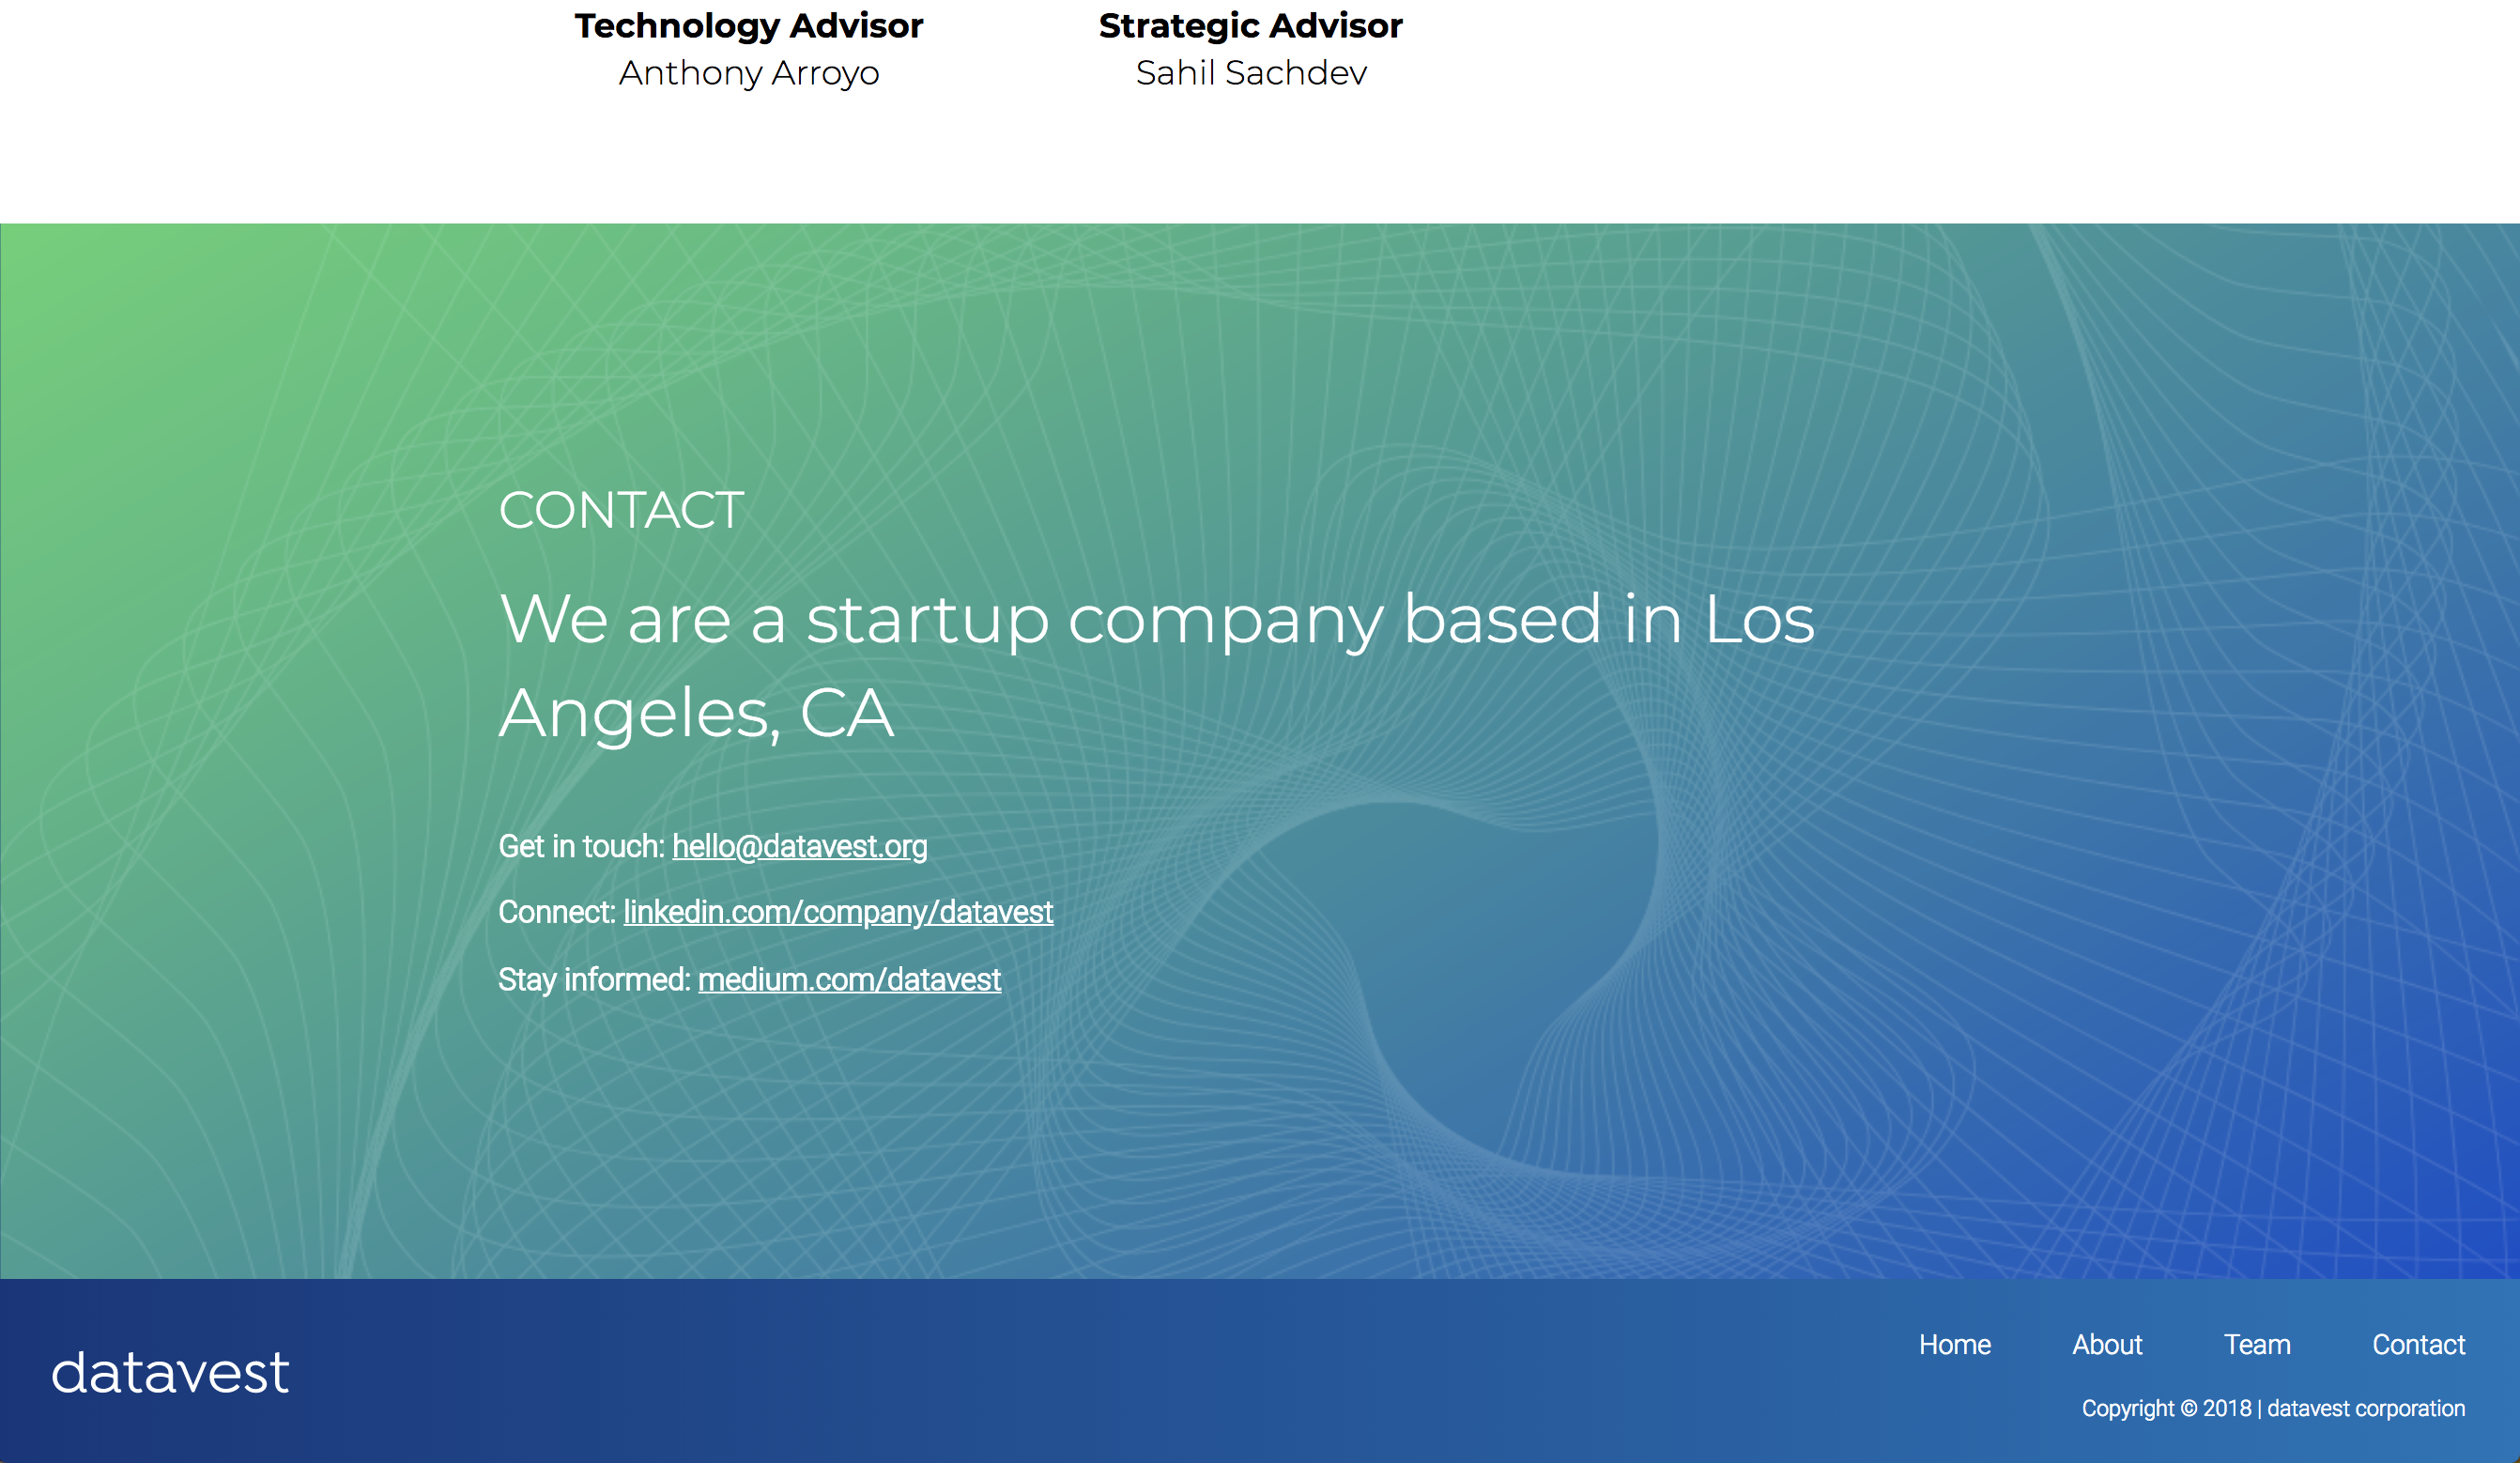 Technology Advisor
Anthony Arroyo
Strategic Advisor
Sahil Sachdev
CONTACT
We are a startup company based in Los
Angeles, CA
Get in touch: hello@datavest.org
Connect: linkedin.com/company/datavest
Stay informed: medium.com/datavest
datavest
Home About Team Contact
Copyright © 2018 | datavest corporation